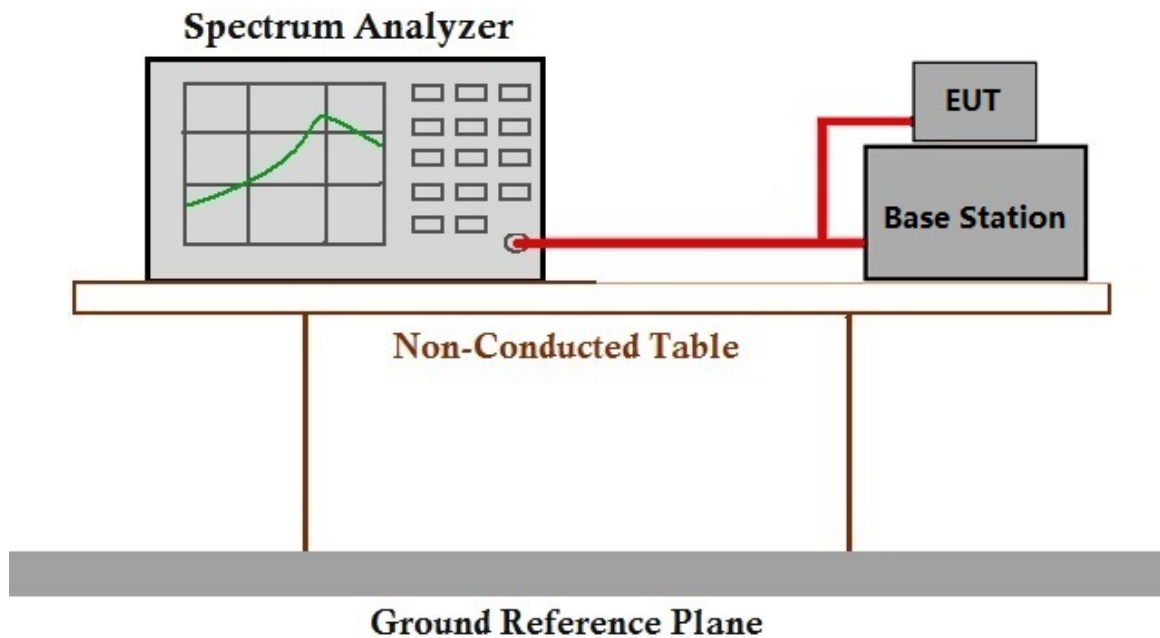 Spectrum Analyzer
EUT
Base Station
Non-Conducted Table
Ground Reference Plane